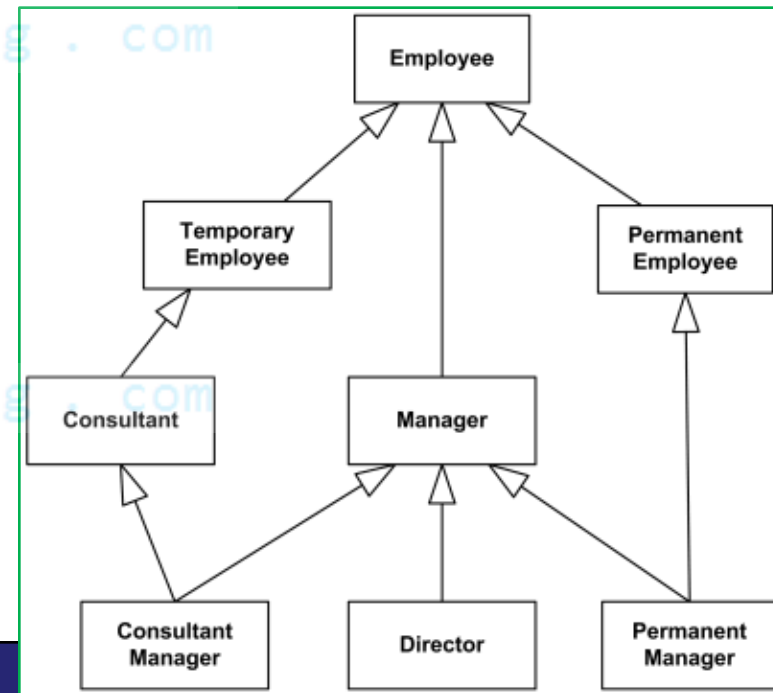 g . com
Employee
Temporary
Employee
Permanent
Employee
g . com
Consultant
Manager
Consultant
Manager
Director
Permanent
Manager